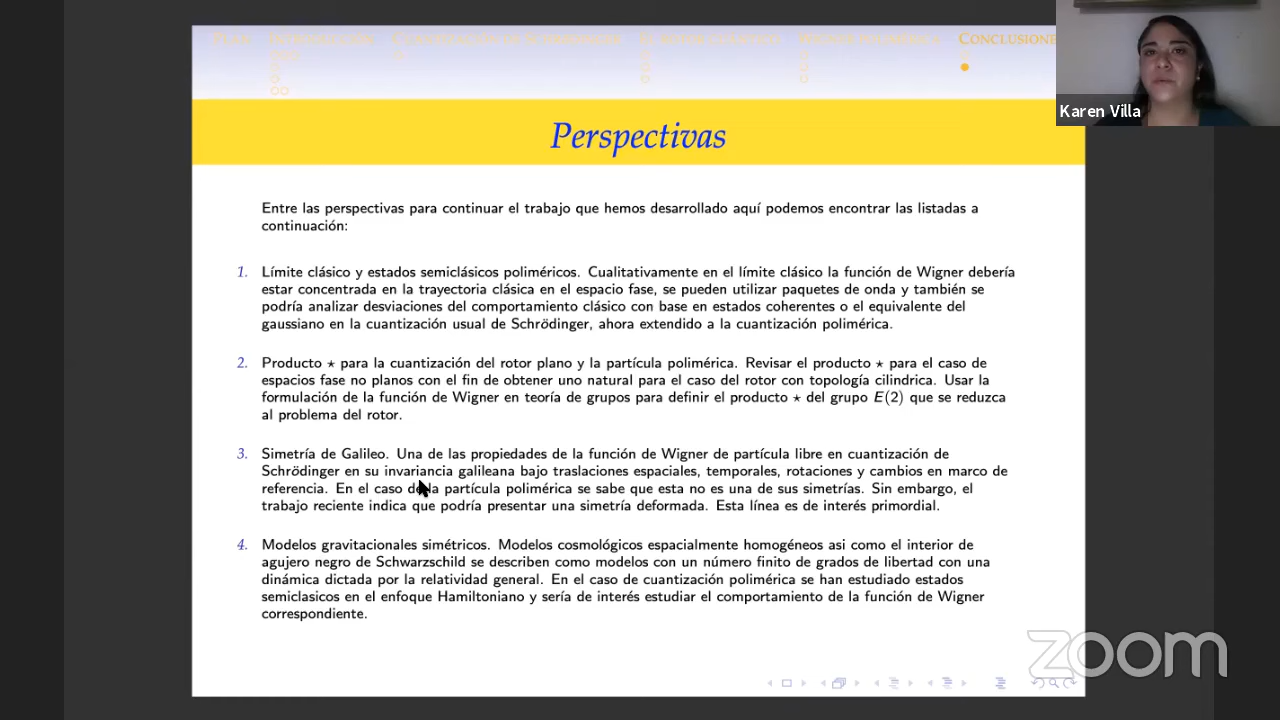 PLAN INTRODUCCIÓN CUANTIZACIÓN DE SCHRÖDINGER CONCLUSIONE
Karen Villa
Perspectivas
Entre las perspectivas para continuar el trabajo que hemos desarrollado aquí podemos encontrar las listadas a
continuación:
1. Límite clásico y estados semiclásicos poliméricos. Cualitativamente en el límite clásico la función de Wigner debería
estar concentrada en la trayectoria clásica en el espacio fase, se pueden utilizar paquetes de onda y también se
podría analizar desviaciones del comportamiento clásico con base en estados coherentes o el equivalente del
gaussiano en la cuantización usual de Schrödinger, ahora extendido a la cuantización polimérica.
2. Producto ⋆ para la cuantización del rotor plano y la partícula polimérica. Revisar el producto ⋆ para el caso de
espacios fase no planos con el fin de obtener uno natural para el caso del rotor con topología cilindrica. Usar la
formulación de la función de Wigner en teoría de grupos para definir el producto ⋆ del grupo E(2) que se reduzca
al problema del rotor.
3. Simetría de Galileo. Una de las propiedades de la función de Wigner de partícula libre en cuantización de
Schrödinger en su invariancia galileana bajo traslaciones espaciales, temporales, rotaciones y cambios en marco de
referencia. En el caso de la partícula polimérica se sabe que esta no es una de sus simetrías. Sin embargo, el
trabajo reciente indica que podría presentar una simetría deformada. Esta línea es de interés primordial.
4. Modelos gravitacionales simétricos. Modelos cosmológicos espacialmente homogéneos asi como el interior de
agujero negro de Schwarzschild se describen como modelos con un número finito de grados de libertad con una
dinámica dictada por la relatividad general. En el caso de cuantización polimérica se han estudiado estados
semiclasicos en el enfoque Hamiltoniano y sería de interés estudiar el comportamiento de la función de Wigner
correspondiente.
zoom